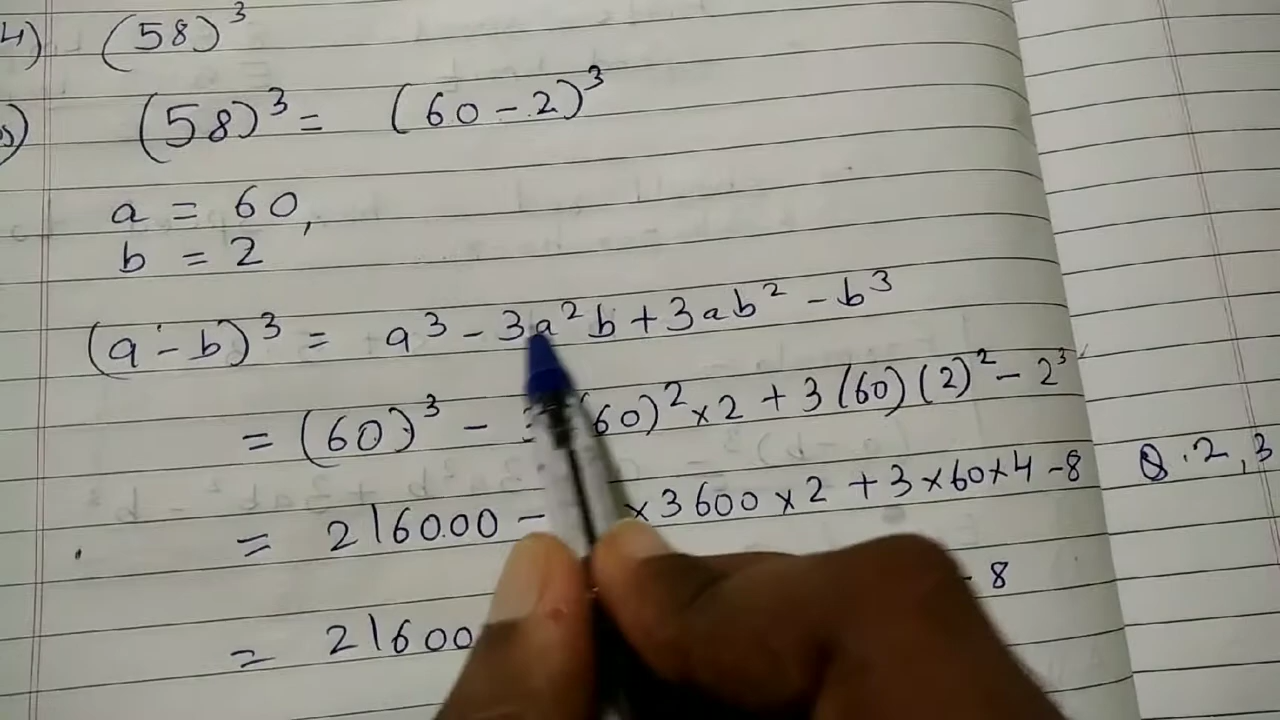 4) (58)³
s) (58)³ = (60 - 2)³
a = 60,
b = 2
(a - b)³ = a³ - 3a²b + 3ab² - b³
= (60)³ - (60)² × 2 + 3(60)(2)² - 2³
= 216000 - × 3600 × 2 + 3 × 60 × 4 - 8
Q. 2, 3
= 21600 - 8